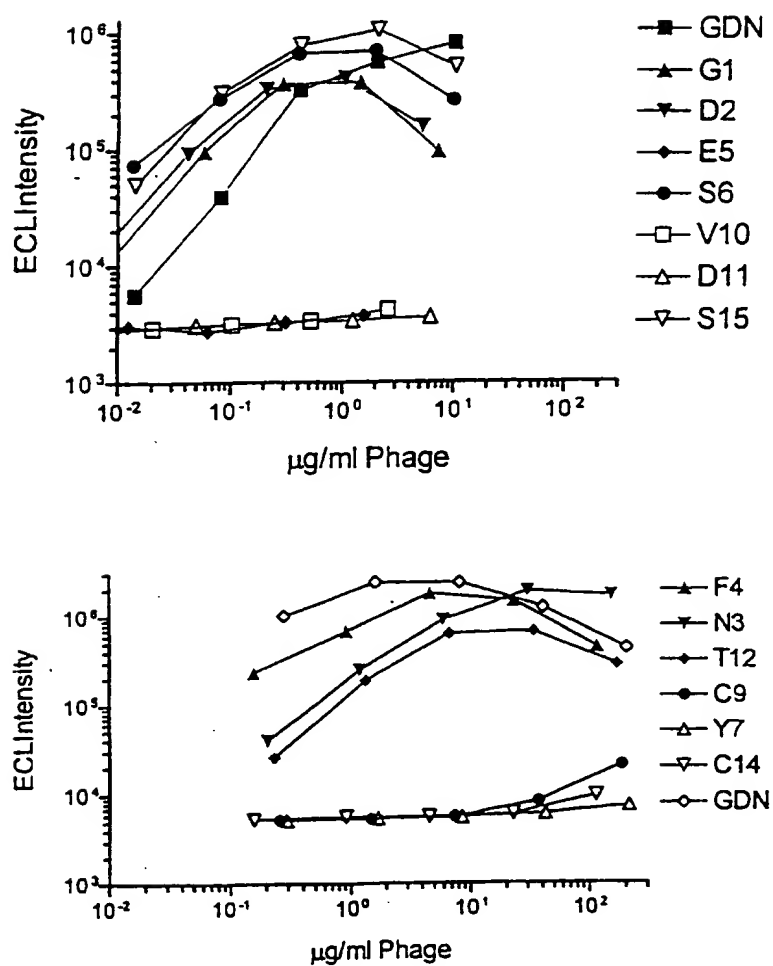 ECLIntensity
10⁶
10⁵
10⁴
10³
10⁻²
10⁻¹
10⁰
10¹
10²
µg/ml Phage
GDN
G1
D2
E5
S6
V10
D11
S15
ECLIntensity
10⁶
10⁵
10⁴
10³
10⁻²
10⁻¹
10⁰
10¹
10²
µg/ml Phage
F4
N3
T12
C9
Y7
C14
GDN